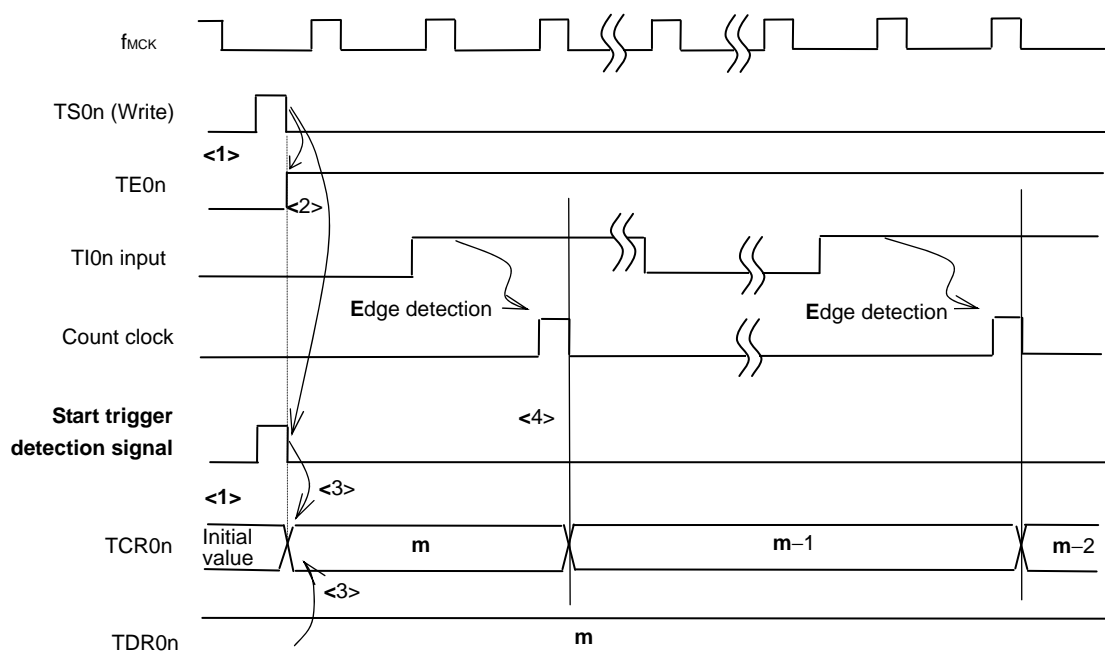 fMCK
TS0n (Write)
<1>
TE0n
<2>
TI0n input
Edge detection
Edge detection
Count clock
<4>
Start trigger
detection signal
<3>
<1>
TCR0n
Initial
value
m
m−1
m−2
<3>
TDR0n
m